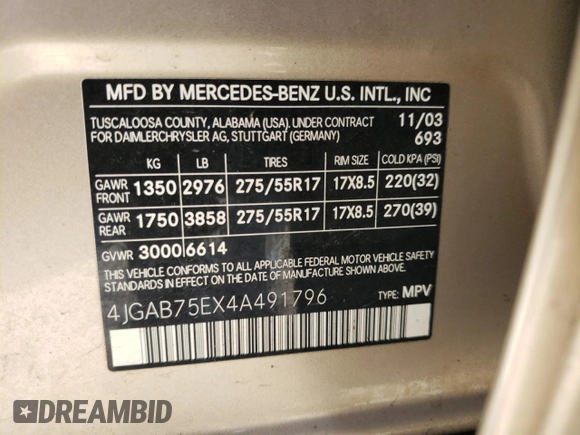 MFD BY MERCEDES-BENZ U.S. INTL., INC
TUSCALOOSA COUNTY, ALABAMA (USA). UNDER CONTRACT 11/03
FOR DAIMLERCHRYSLER AG, STUTTGART (GERMANY) 693
KG LB TIRES RIM SIZE COLD KPA (PSI)
GAWR FRONT 1350 2976 275/55R17 17X8.5 220(32)
GAWR REAR 1750 3858 275/55R17 17X8.5 270(39)
GVWR 3000 6614
THIS VEHICLE CONFORMS TO ALL APPLICABLE FEDERAL MOTOR VEHICLE SAFETY
STANDARDS IN EFFECT ON THE DATE OF MANUFACTURE SHOWN ABOVE.
4JGAB75EX4A491796 TYPE: MPV
DREAMBID